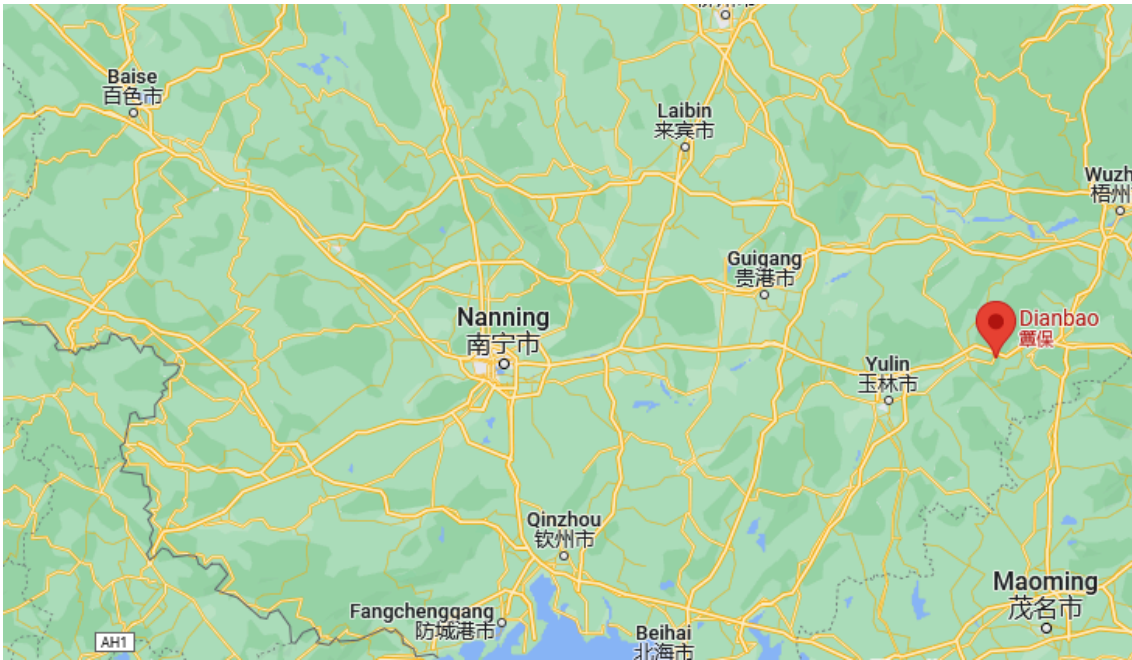 Baise
百色市
Laibin
来宾市
Wuzh
梧州
Guigang
贵港市
Nanning
南宁市
Dianbao
覃保
Yulin
玉林市
Qinzhou
钦州市
Maoming
茂名市
Fangchenggang
防城港市
Beihai
北海市
AH1